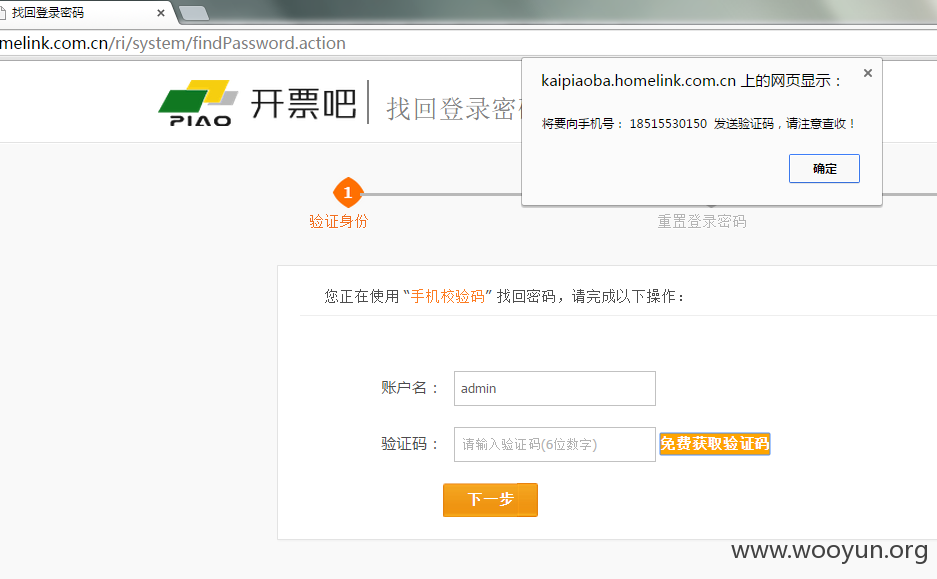 找回登录密码
melink.com.cn/ri/system/findPassword.action
kaipiaoba.homelink.com.cn 上的网页显示：
将要向手机号： 18515530150 发送验证码，请注意查收！
确定
PIAO
开票吧
找回登录密
1
验证身份
重置登录密码
您正在使用“手机校验码” 找回密码，请完成以下操作：
账户名：
admin
验证码：
请输入验证码(6位数字)
免费获取验证码
下一步
www.wooyun.org